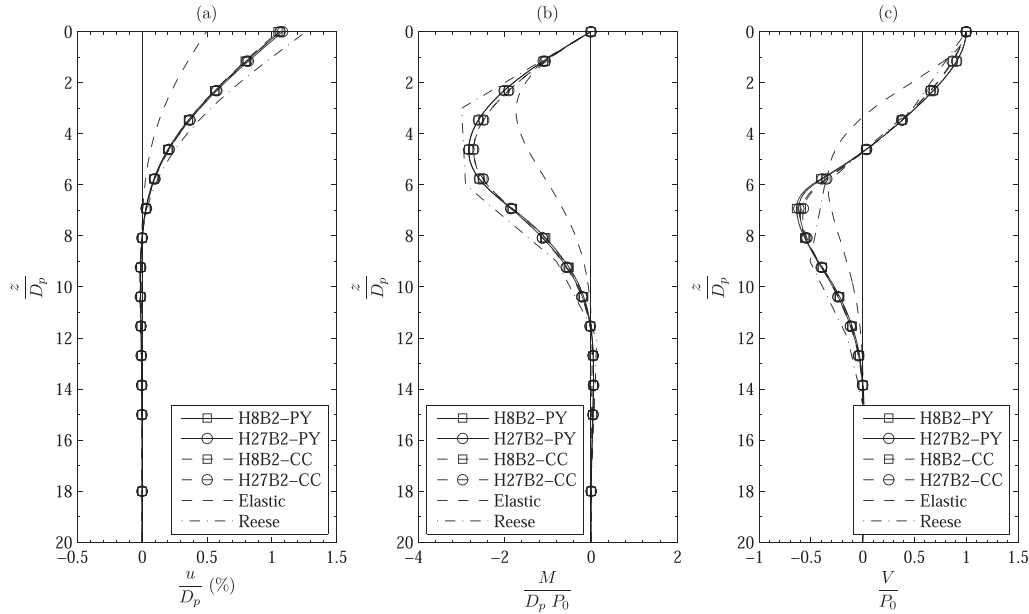 (a)
0
2
4
6
8
10
12
14
16
18
20
z
D_p
−0.5 0 0.5 1 1.5
u
D_p (%)
H8B2−PY
H27B2−PY
H8B2−CC
H27B2−CC
Elastic
Reese
(b)
0
2
4
6
8
10
12
14
16
18
20
z
D_p
−4 −2 0 2
M
D_p P_0
H8B2−PY
H27B2−PY
H8B2−CC
H27B2−CC
Elastic
Reese
(c)
0
2
4
6
8
10
12
14
16
18
20
z
D_p
−1 −0.5 0 0.5 1 1.5
V
P_0
H8B2−PY
H27B2−PY
H8B2−CC
H27B2−CC
Elastic
Reese